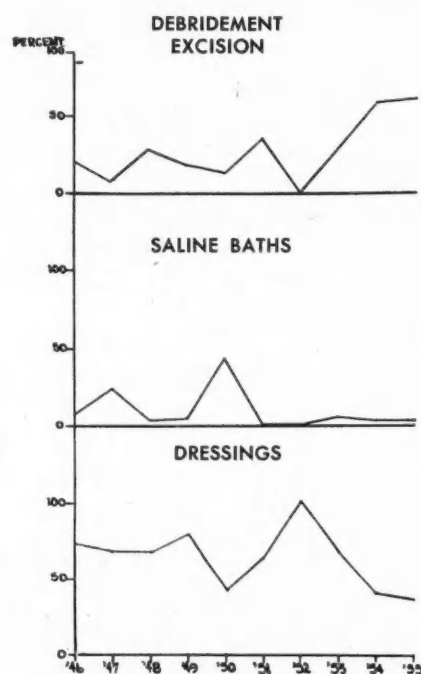 DEBRIDEMENT
EXCISION
PERCENT
100
50
0
SALINE BATHS
100
50
0
DRESSINGS
100
50
0
'46 '47 '48 '49 '50 '51 '52 '53 '54 '55